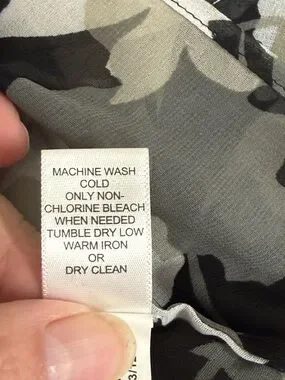 MACHINE WASH
COLD
ONLY NON-
CHLORINE BLEACH
WHEN NEEDED
TUMBLE DRY LOW
WARM IRON
OR
DRY CLEAN